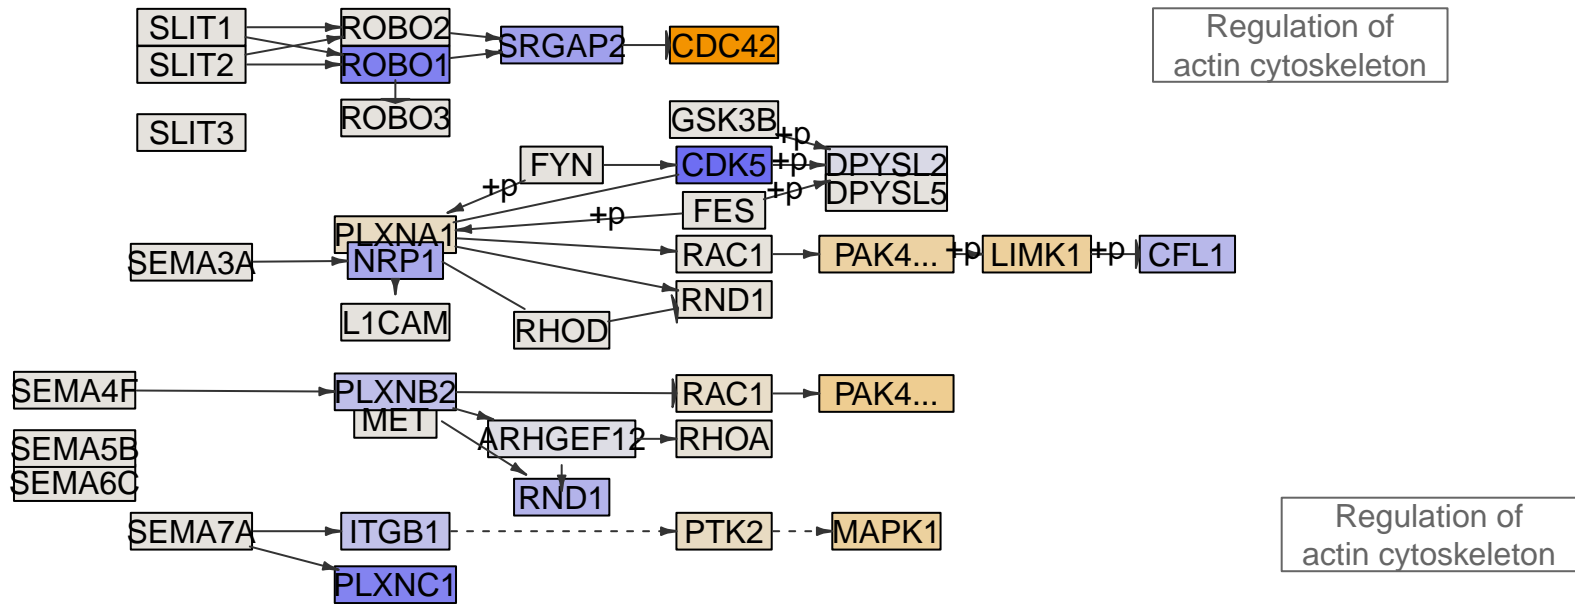 SLIT1
ROBO2
SRGAP2
CDC42
Regulation of
actin cytoskeleton
SLIT2
ROBO1
SLIT3
ROBO3
GSK3B
+p
FYN
CDK5
+p
DPYSL2
+p
FES
+p
DPYSL5
PLXNA1
+p
SEMA3A
NRP1
RAC1
PAK4...
+p
LIMK1
+p
CFL1
L1CAM
RHOD
RND1
SEMA4F
PLXNB2
RAC1
PAK4...
MET
ARHGEF12
RHOA
SEMA5B
SEMA6C
RND1
SEMA7A
ITGB1
PTK2
MAPK1
Regulation of
actin cytoskeleton
PLXNC1